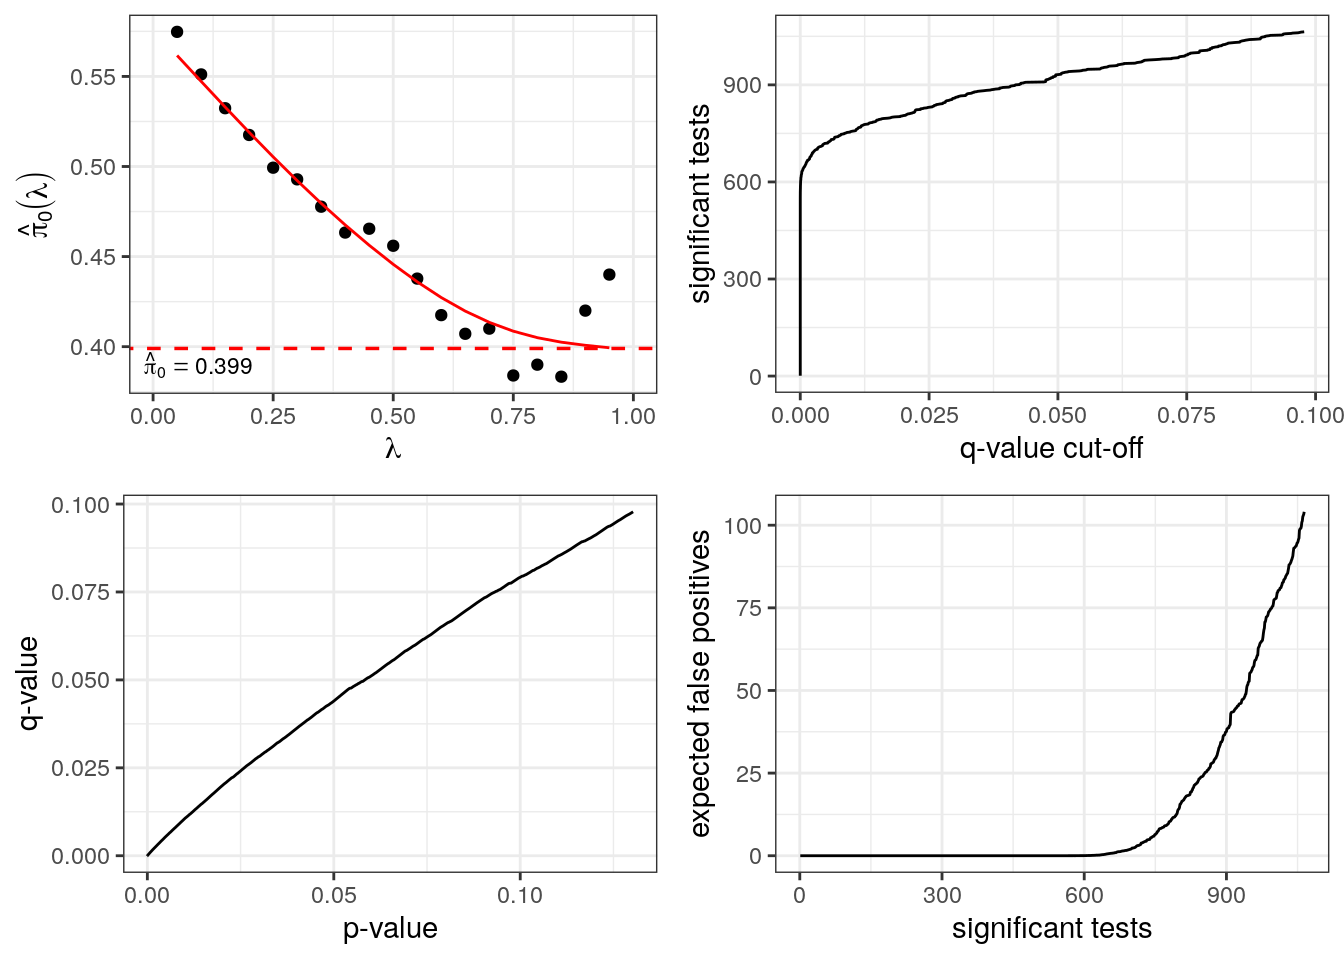 0.55
0.50
0.45
0.40
π̂₀(λ)
π̂₀ = 0.399
0.00 0.25 0.50 0.75 1.00
λ
900
600
300
0
significant tests
0.000 0.025 0.050 0.075 0.100
q-value cut-off
0.100
0.075
0.050
0.025
0.000
q-value
0.00 0.05 0.10
p-value
100
75
50
25
0
expected false positives
0 300 600 900
significant tests